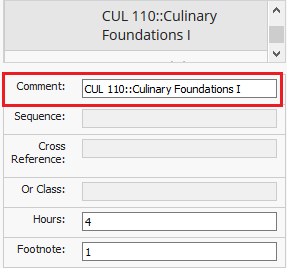 CUL 110::Culinary
Foundations I
Comment: CUL 110::Culinary Foundations I
Sequence:
Cross
Reference:
Or Class:
Hours: 4
Footnote: 1